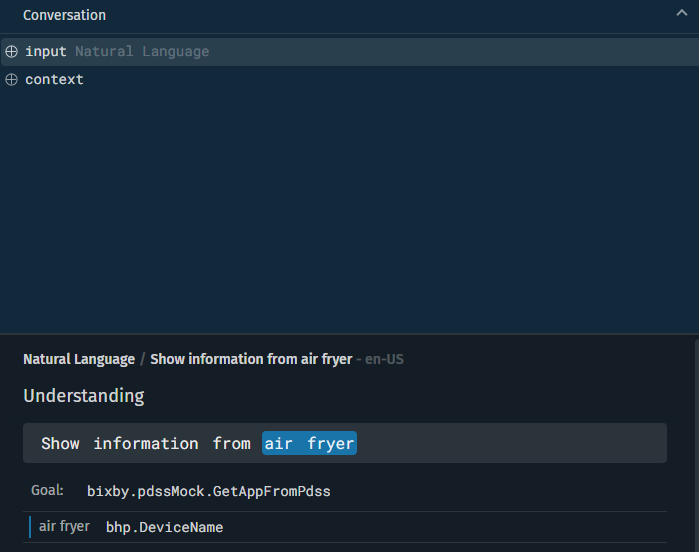 Conversation
input Natural Language
context
Natural Language / Show information from air fryer - en-US
Understanding
Show information from air fryer
Goal: bixby.pdssMock.GetAppFromPdss
air fryer bhp.DeviceName